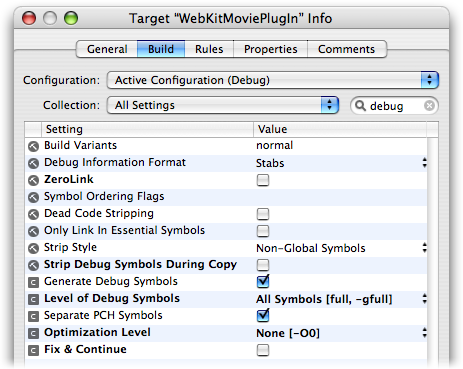 Target “WebKitMoviePlugIn” Info
General Build Rules Properties Comments
Configuration: Active Configuration (Debug)
Collection: All Settings debug
Setting Value
Build Variants normal
Debug Information Format Stabs
ZeroLink
Symbol Ordering Flags
Dead Code Stripping
Only Link In Essential Symbols
Strip Style Non-Global Symbols
Strip Debug Symbols During Copy
C Generate Debug Symbols
C Level of Debug Symbols All Symbols [full, -gfull]
C Separate PCH Symbols
C Optimization Level None [-O0]
C Fix & Continue